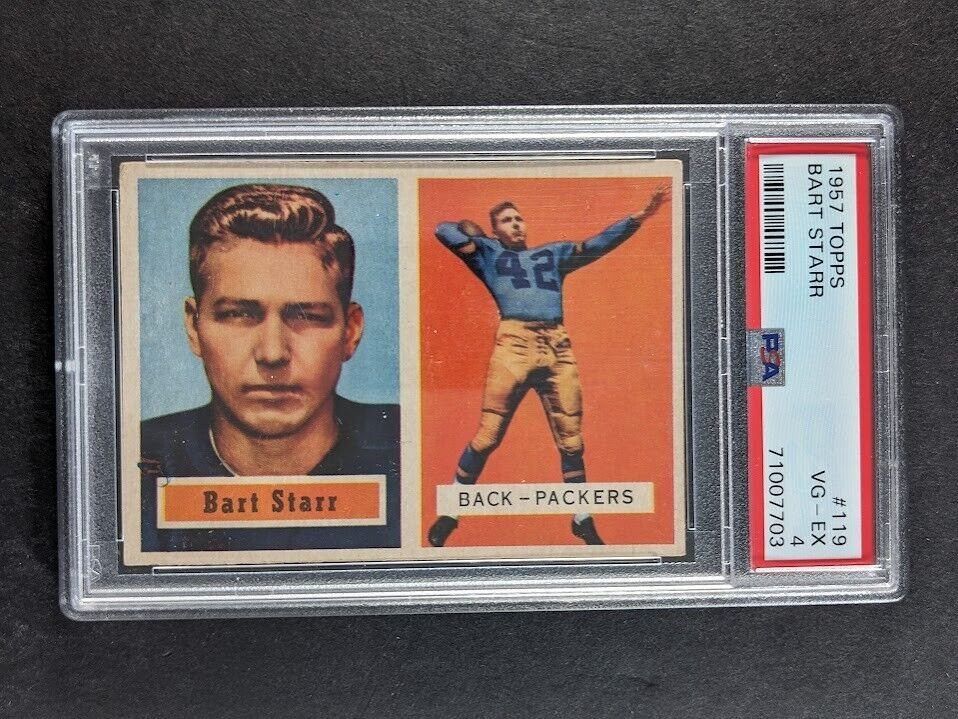 Bart Starr
42
BACK-PACKERS
1957 TOPPS #119
BART STARR VG-EX 4
PSA 71007703